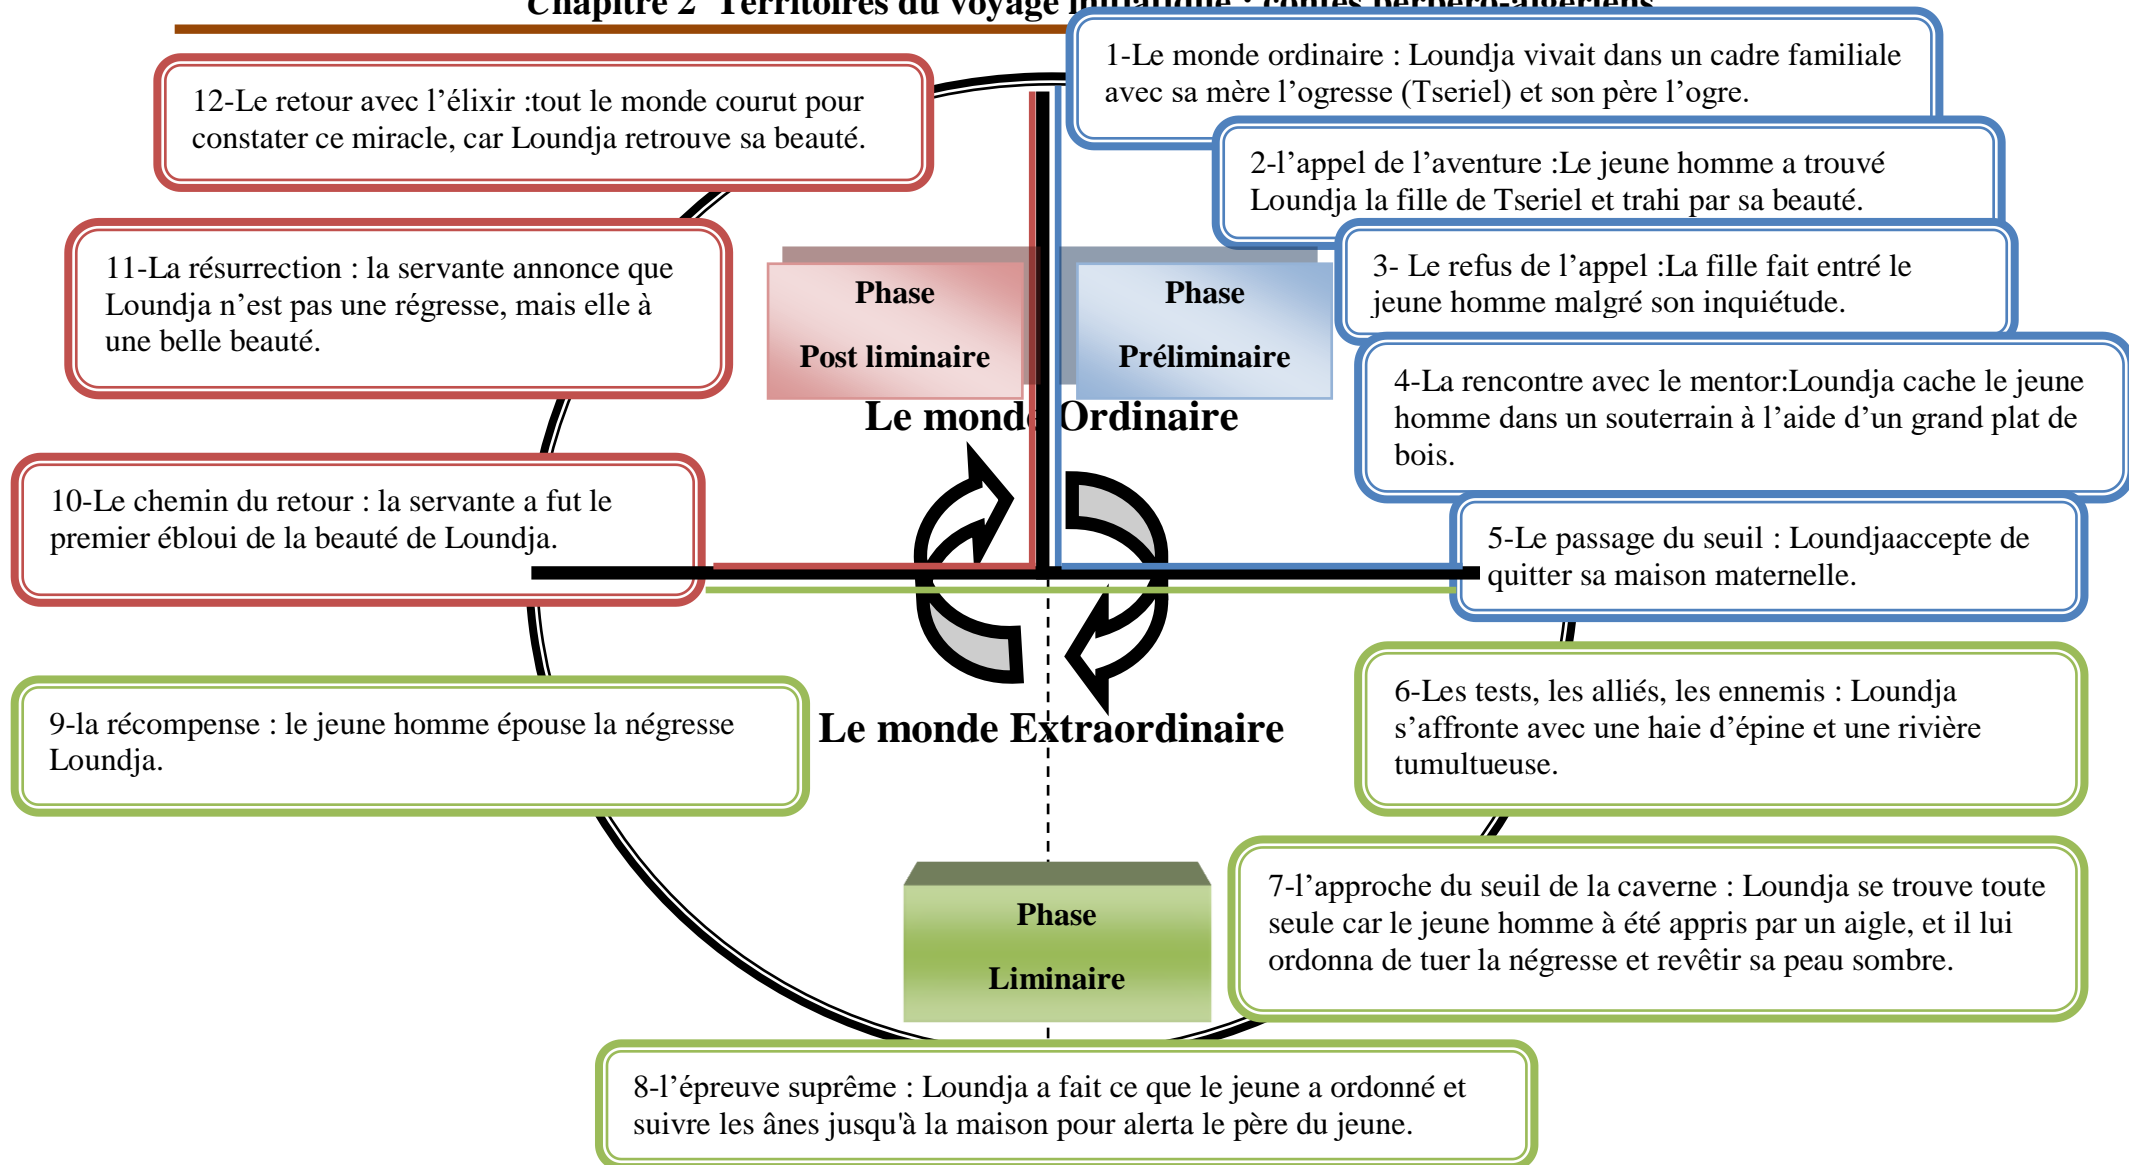 Chapitre 2 Territoires du voyage initiatique : contes berbéro-algériens
1-Le monde ordinaire : Loundja vivait dans un cadre familiale
avec sa mère l’ogresse (Tseriel) et son père l’ogre.
2-l’appel de l’aventure :Le jeune homme a trouvé
Loundja la fille de Tseriel et trahi par sa beauté.
3- Le refus de l’appel :La fille fait entré le
jeune homme malgré son inquiétude.
4-La rencontre avec le mentor:Loundja cache le jeune
homme dans un souterrain à l’aide d’un grand plat de
bois.
5-Le passage du seuil : Loundjaaccepte de
quitter sa maison maternelle.
6-Les tests, les alliés, les ennemis : Loundja
s’affronte avec une haie d’épine et une rivière
tumultueuse.
7-l’approche du seuil de la caverne : Loundja se trouve toute
seule car le jeune homme à été appris par un aigle, et il lui
ordonna de tuer la négresse et revêtir sa peau sombre.
8-l’épreuve suprême : Loundja a fait ce que le jeune a ordonné et
suivre les ânes jusqu'à la maison pour alerta le père du jeune.
9-la récompense : le jeune homme épouse la négresse
Loundja.
10-Le chemin du retour : la servante a fut le
premier ébloui de la beauté de Loundja.
11-La résurrection : la servante annonce que
Loundja n’est pas une régresse, mais elle à
une belle beauté.
12-Le retour avec l’élixir :tout le monde courut pour
constater ce miracle, car Loundja retrouve sa beauté.
Phase
Post liminaire
Phase
Préliminaire
Le monde Ordinaire
Le monde Extraordinaire
Phase
Liminaire